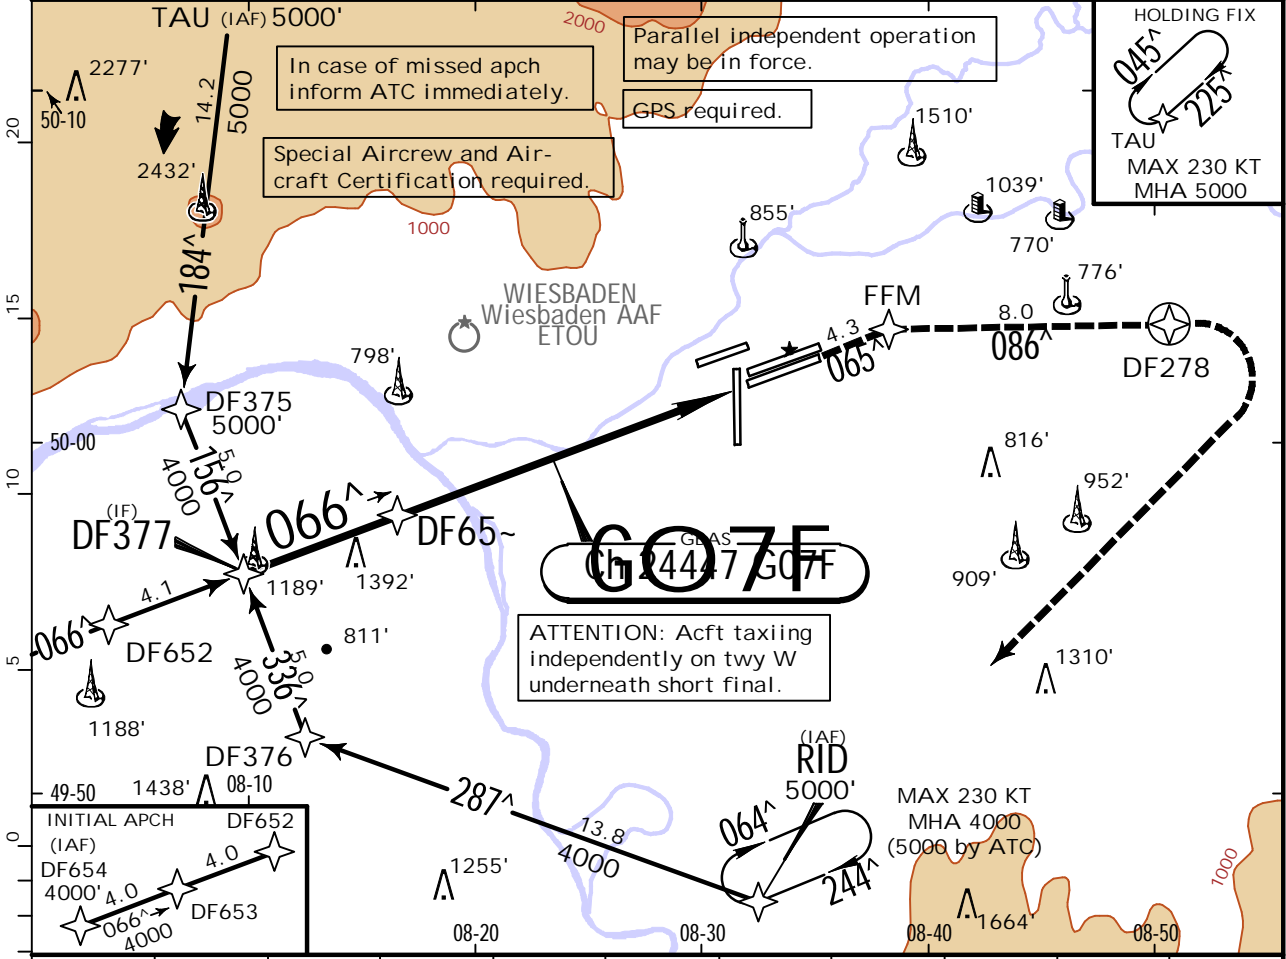 TAU (IAF) 5000'
2000
Parallel independent operation
may be in force.
GPS required.
In case of missed apch
inform ATC immediately.
Special Aircrew and Air-
craft Certification required.
HOLDING FIX
045^
225^
TAU
MAX 230 KT
MHA 5000
2277'
50-10
14.2
5000
2432'
184^
1000
1510'
1039'
770'
855'
776'
20
15
10
5
0
WIESBADEN
Wiesbaden AAF
ETOU
FFM
4.3
065^
8.0
086^
DF278
798'
DF375
5000'
50-00
5.0
156^
4000
816'
952'
909'
1310'
(IF)
DF377
066^
DF65~
1189'
1392'
GO7F
GLAS
Ch 24447 G07F
4.1
066^
DF652
811'
5.0
336^
4000
ATTENTION: Acft taxiing
independently on twy W
underneath short final.
1188'
DF376
1438'
08-10
49-50
287^
13.8
4000
(IAF)
RID
5000'
064^
244^
MAX 230 KT
MHA 4000
(5000 by ATC)
1000
1255'
1664'
INITIAL APCH
(IAF)
DF654
4000'
4.0
066^
4000
DF653
4.0
DF652
08-20
08-30
08-40
08-50